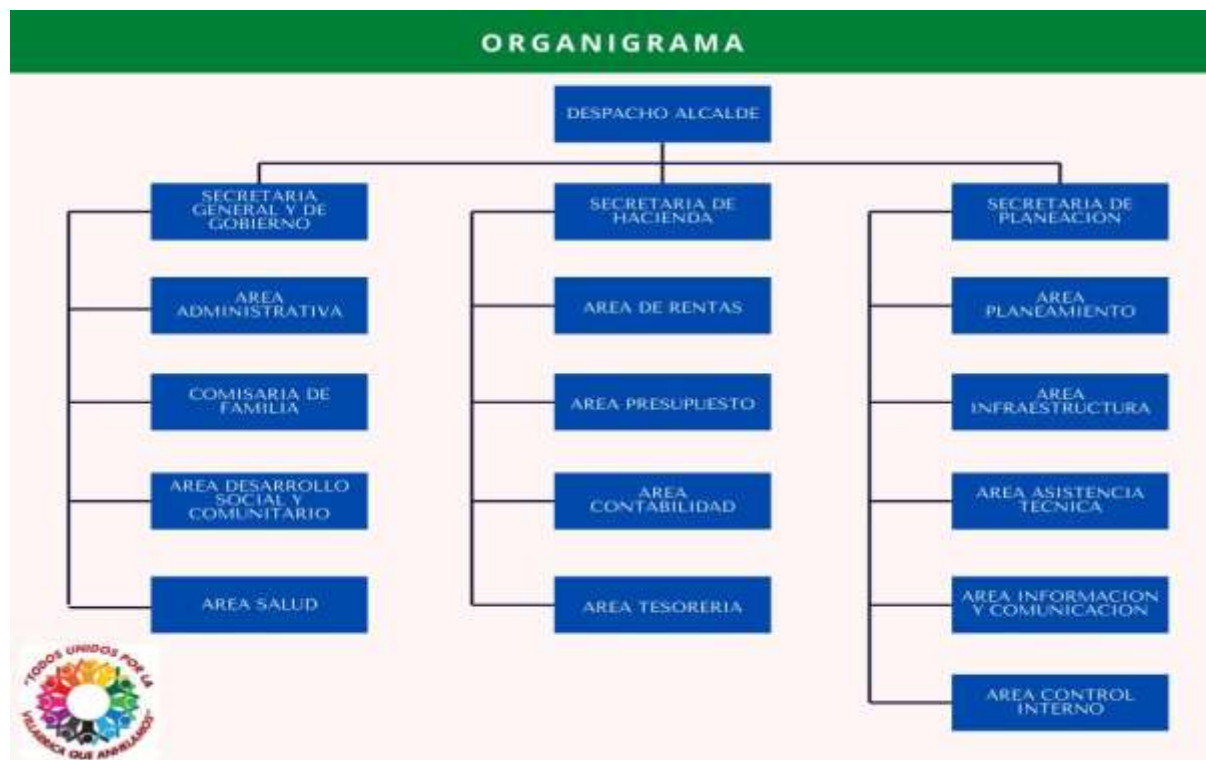 ORGANIGRAMA
DESPACHO ALCALDE
SECRETARIA
GENERAL Y DE
GOBIERNO
AREA
ADMINISTRATIVA
COMISARIA DE
FAMILIA
AREA DESARROLLO
SOCIAL Y
COMUNITARIO
AREA SALUD
SECRETARIA DE
HACIENDA
AREA DE RENTAS
AREA PRESUPUESTO
AREA
CONTABILIDAD
AREA TESORERIA
SECRETARIA DE
PLANEACION
AREA
PLANEAMIENTO
AREA
INFRAESTRUCTURA
AREA ASISTENCIA
TECNICA
AREA INFORMACION
Y COMUNICACION
AREA CONTROL
INTERNO
"TODOS UNIDOS POR LA
VILLARRICA QUE ANHELAMOS"